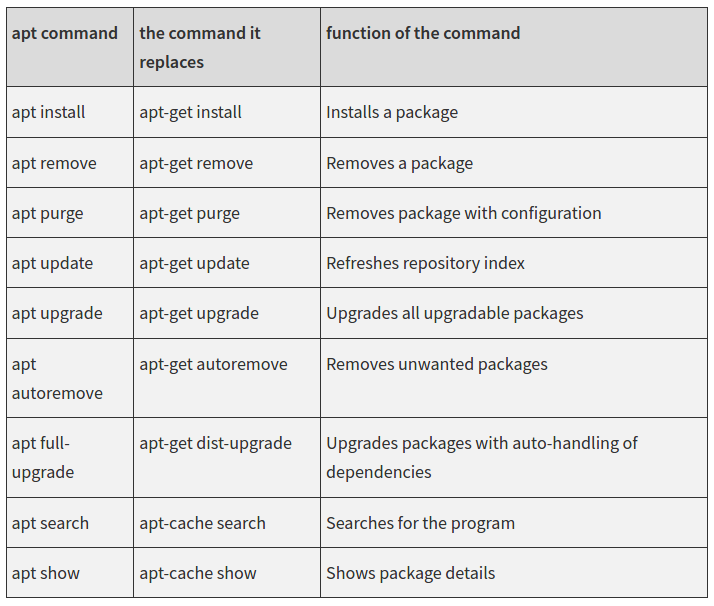 apt command the command it function of the command
replaces
apt install apt-get install Installs a package
apt remove apt-get remove Removes a package
apt purge apt-get purge Removes package with configuration
apt update apt-get update Refreshes repository index
apt upgrade apt-get upgrade Upgrades all upgradable packages
apt apt-get autoremove Removes unwanted packages
autoremove
apt full- apt-get dist-upgrade Upgrades packages with auto-handling of
upgrade dependencies
apt search apt-cache search Searches for the program
apt show apt-cache show Shows package details